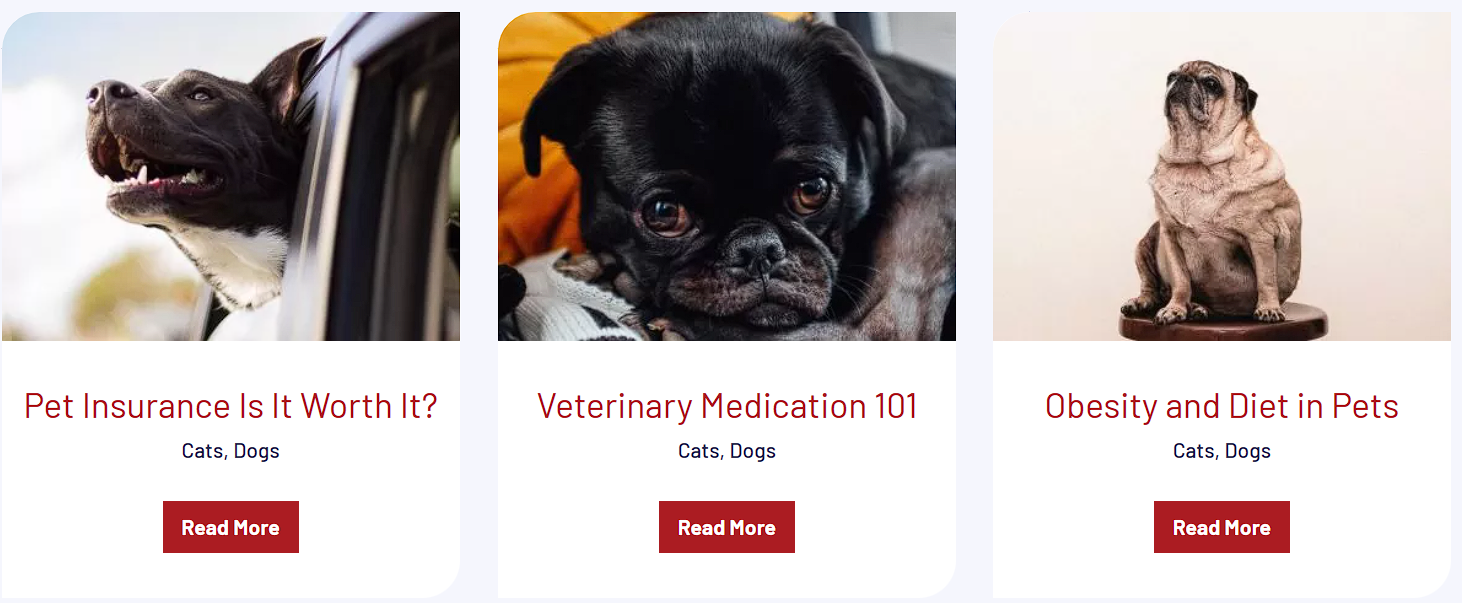 Pet Insurance Is It Worth It?
Cats, Dogs
Read More
Veterinary Medication 101
Cats, Dogs
Read More
Obesity and Diet in Pets
Cats, Dogs
Read More